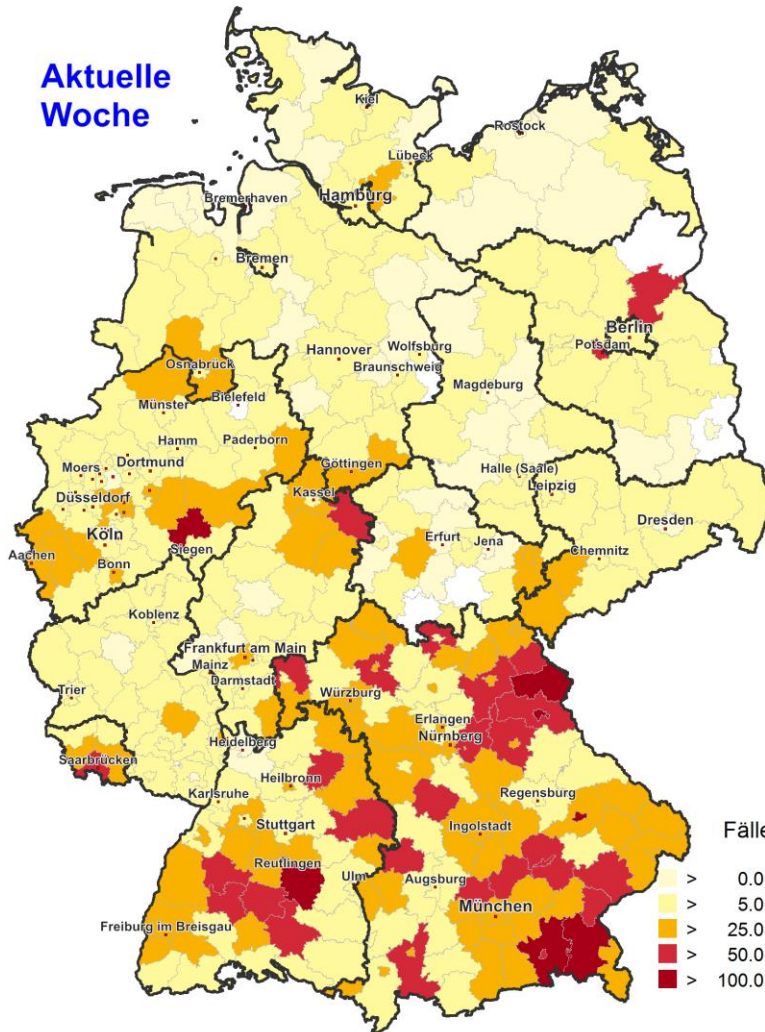 Aktuelle
Woche
Kiel
Rostock
Lübeck
Hamburg
Bremerhaven
Bremen
Berlin
Potsdam
Wolfsburg
Hannover
Braunschweig
Osnabrück
Magdeburg
Bielefeld
Münster
Hamm
Paderborn
Göttingen
Halle (Saale)
Leipzig
Moers
Dortmund
Kassel
Düsseldorf
Dresden
Köln
Erfurt
Jena
Siegen
Chemnitz
Aachen
Bonn
Koblenz
Frankfurt am Main
Mainz
Darmstadt
Würzburg
Trier
Erlangen
Nürnberg
Heidelberg
Saarbrücken
Heilbronn
Regensburg
Karlsruhe
Fälle
Stuttgart
Ingolstadt
Reutlingen
Ulm
Augsburg
> 0.0
> 5.0
München
> 25.0
Freiburg im Breisgau
> 50.0
> 100.0